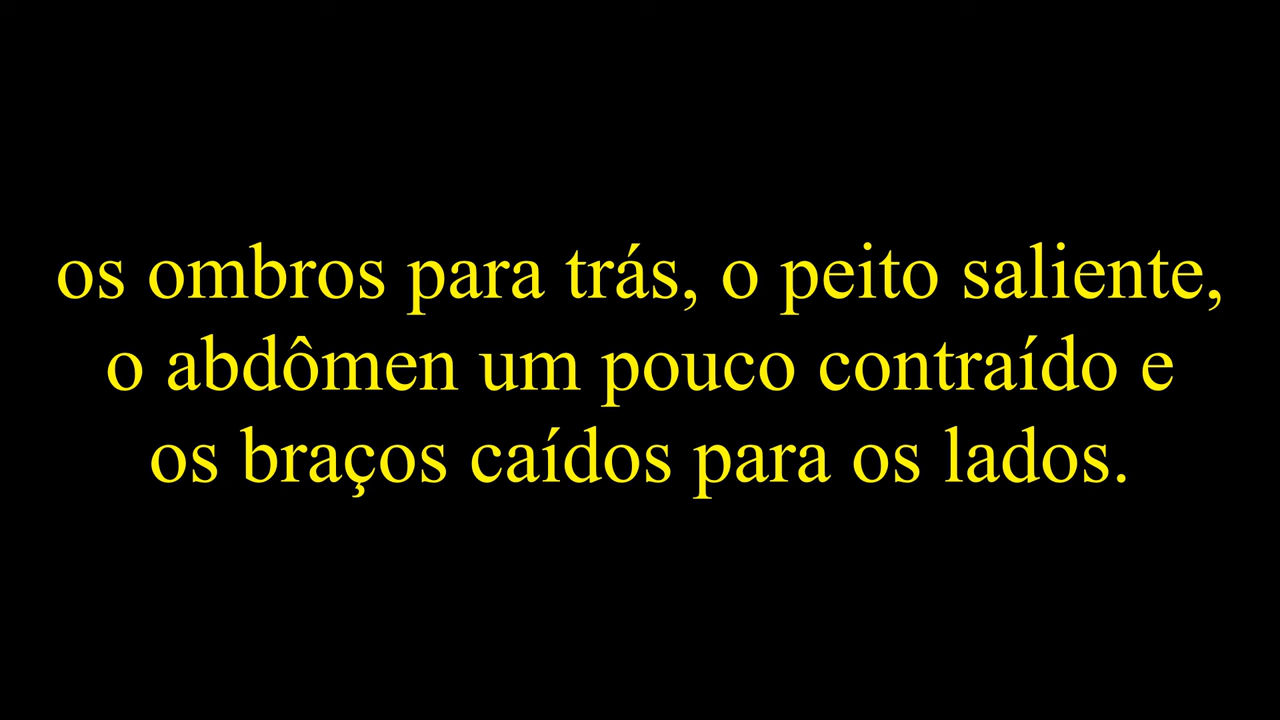 os ombros para trás, o peito saliente,
o abdômen um pouco contraído e
os braços caídos para os lados.